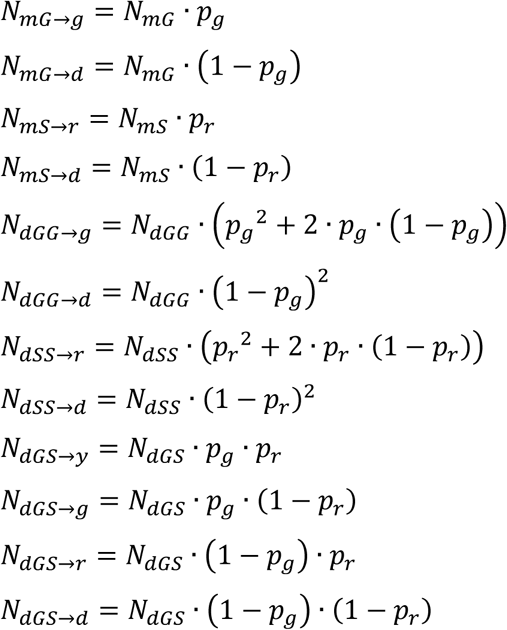 N_{mG→g} = N_{mG} · p_g
N_{mG→d} = N_{mG} · (1 − p_g)
N_{mS→r} = N_{mS} · p_r
N_{mS→d} = N_{mS} · (1 − p_r)
N_{dGG→g} = N_{dGG} · (p_g² + 2 · p_g · (1 − p_g))
N_{dGG→d} = N_{dGG} · (1 − p_g)²
N_{dSS→r} = N_{dSS} · (p_r² + 2 · p_r · (1 − p_r))
N_{dSS→d} = N_{dSS} · (1 − p_r)²
N_{dGS→y} = N_{dGS} · p_g · p_r
N_{dGS→g} = N_{dGS} · p_g · (1 − p_r)
N_{dGS→r} = N_{dGS} · (1 − p_g) · p_r
N_{dGS→d} = N_{dGS} · (1 − p_g) · (1 − p_r)